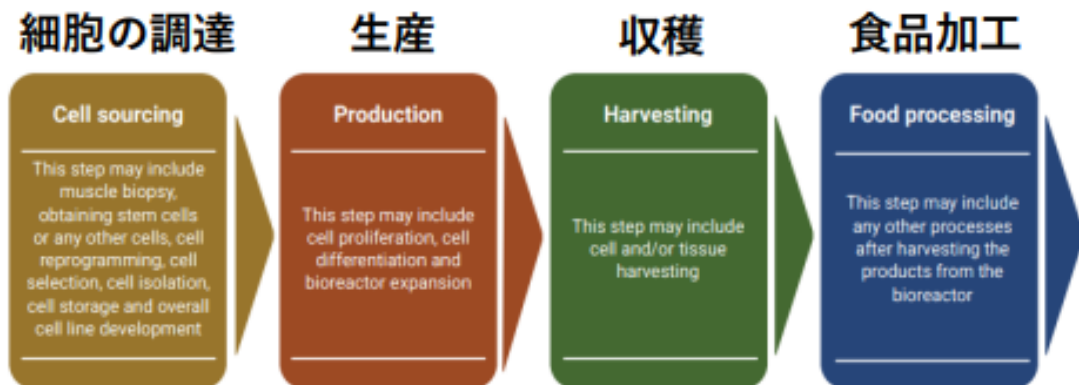 細胞の調達
生産
収穫
食品加工
Cell sourcing
This step may include
muscle biopsy,
obtaining stem cells
or any other cells, cell
reprogramming, cell
selection, cell isolation,
cell storage and overall
cell line development
Production
This step may include
cell proliferation, cell
differentiation and
bioreactor expansion
Harvesting
This step may include
cell and/or tissue
harvesting
Food processing
This step may include
any other processes
after harvesting the
products from the
bioreactor